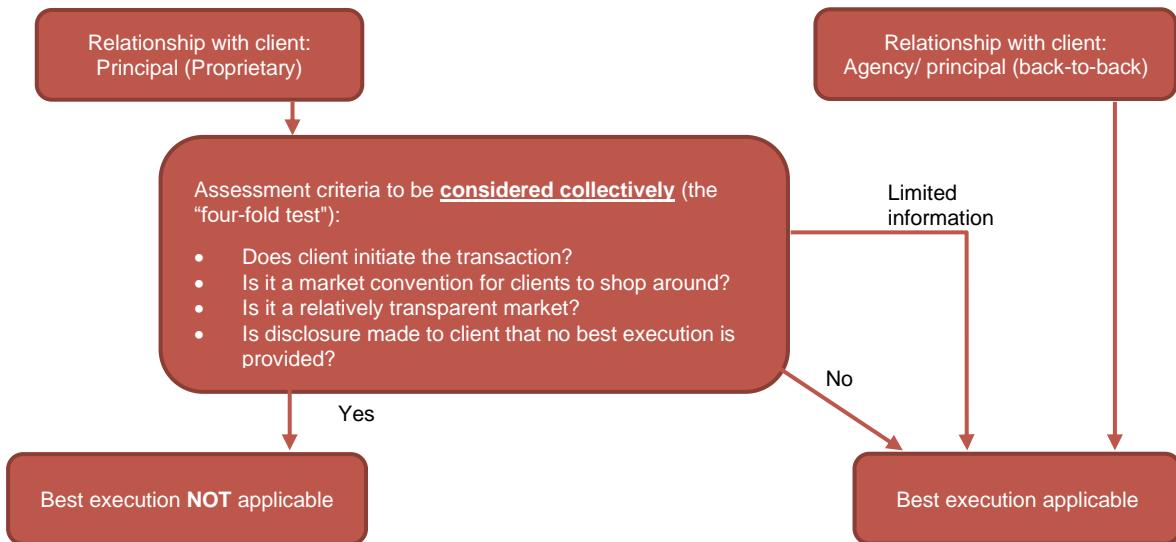 Relationship with client:
Principal (Proprietary)
Relationship with client:
Agency/ principal (back-to-back)
Assessment criteria to be considered collectively (the
“four-fold test"):
• Does client initiate the transaction?
• Is it a market convention for clients to shop around?
• Is it a relatively transparent market?
• Is disclosure made to client that no best execution is
provided?
Limited
information
No
Yes
Best execution NOT applicable
Best execution applicable